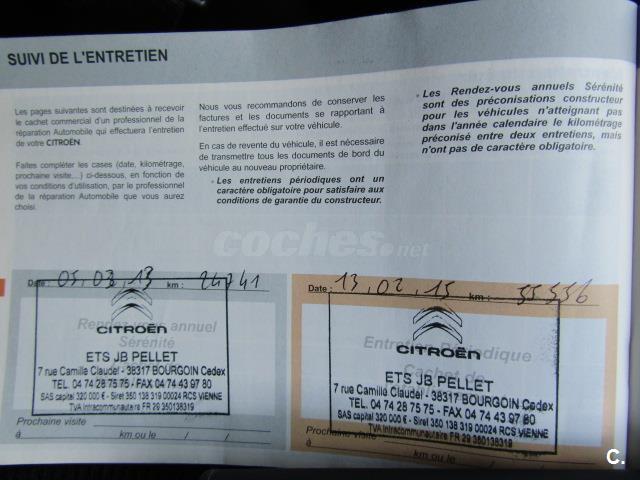 SUIVI DE L'ENTRETIEN
Les pages suivantes sont destinées à recevoir
le cachet commercial d'un professionnel de la
réparation Automobile qui effectuera l'entretien
de votre CITROËN.
Faites compléter les cases (date, kilométrage,
prochaine visite,...) ci-dessous, en fonction de
vos conditions d'utilisation, par le professionnel
de la réparation Automobile que vous aurez
choisi.
Nous vous recommandons de conserver les
factures et les documents se rapportant à
l'entretien effectué sur votre véhicule.
En cas de revente du véhicule, il est nécessaire
de transmettre tous les documents de bord du
véhicule au nouveau propriétaire.
• Les entretiens périodiques ont un
caractère obligatoire pour satisfaire aux
conditions de garantie du constructeur.
• Les Rendez-vous annuels Sérénité
sont des préconisations constructeur
pour les véhicules n'atteignant pas
dans l'année calendaire le kilométrage
préconisé entre deux entretiens, mais
n'ont pas de caractère obligatoire.
coches.net
Date : 05.03.13 km : 24741
Rendez-vous annuel
Sérénité
CITROËN
ETS JB PELLET
7 rue Camille Claudel - 38317 BOURGOIN Cedex
TEL. 04 74 28 75 75 - FAX 04 74 43 97 80
SAS capital 320 000 € - Siret 350 138 319 00024 RCS VIENNE
TVA Intracommunautaire FR 29 350138319
Prochaine visite
à km ou le / /
Date : 13.02.15 km : 55556
Entretien Périodique
Cachet de
CITROËN
ETS JB PELLET
7 rue Camille Claudel - 38317 BOURGOIN Cedex
TEL. 04 74 28 75 75 - FAX 04 74 43 97 80
SAS capital 320 000 € - Siret 350 138 319 00024 RCS VIENNE
TVA Intracommunautaire FR 29 350138319
Prochaine visite
à km ou le / /
C.